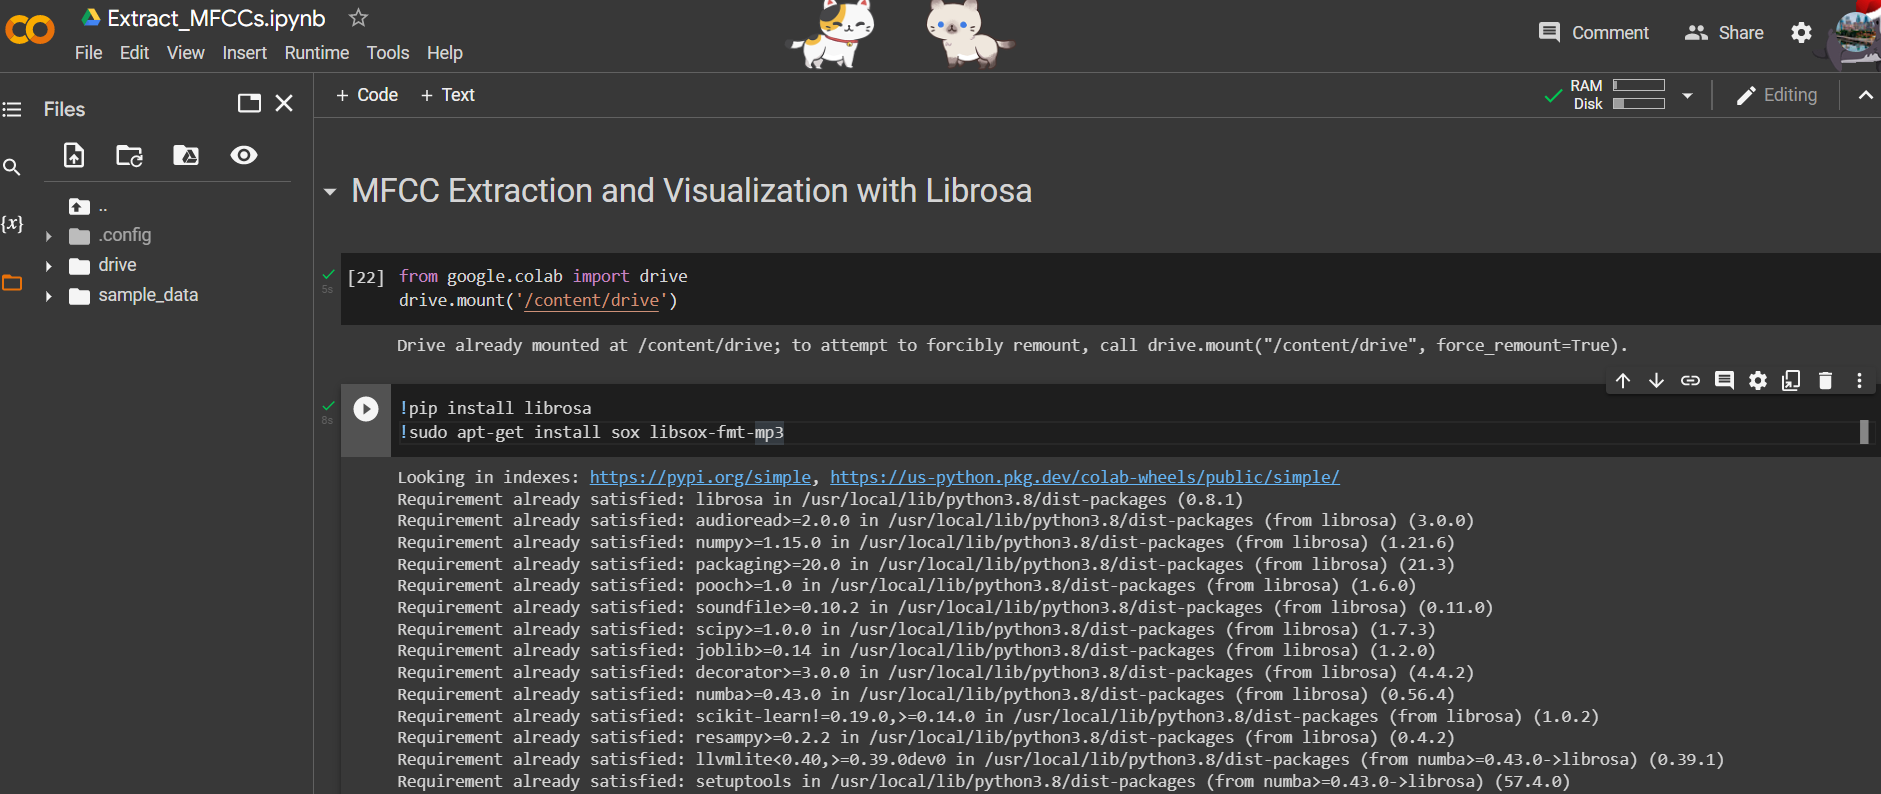 Extract_MFCCs.ipynb
File Edit View Insert Runtime Tools Help
Comment Share
Files
+ Code + Text
RAM
Disk
Editing
..
.config
drive
sample_data
{x}
MFCC Extraction and Visualization with Librosa
5s
[22] from google.colab import drive
drive.mount('/content/drive')
Drive already mounted at /content/drive; to attempt to forcibly remount, call drive.mount("/content/drive", force_remount=True).
8s
!pip install librosa
!sudo apt-get install sox libsox-fmt-mp3
Looking in indexes: https://pypi.org/simple, https://us-python.pkg.dev/colab-wheels/public/simple/
Requirement already satisfied: librosa in /usr/local/lib/python3.8/dist-packages (0.8.1)
Requirement already satisfied: audioread>=2.0.0 in /usr/local/lib/python3.8/dist-packages (from librosa) (3.0.0)
Requirement already satisfied: numpy>=1.15.0 in /usr/local/lib/python3.8/dist-packages (from librosa) (1.21.6)
Requirement already satisfied: packaging>=20.0 in /usr/local/lib/python3.8/dist-packages (from librosa) (21.3)
Requirement already satisfied: pooch>=1.0 in /usr/local/lib/python3.8/dist-packages (from librosa) (1.6.0)
Requirement already satisfied: soundfile>=0.10.2 in /usr/local/lib/python3.8/dist-packages (from librosa) (0.11.0)
Requirement already satisfied: scipy>=1.0.0 in /usr/local/lib/python3.8/dist-packages (from librosa) (1.7.3)
Requirement already satisfied: joblib>=0.14 in /usr/local/lib/python3.8/dist-packages (from librosa) (1.2.0)
Requirement already satisfied: decorator>=3.0.0 in /usr/local/lib/python3.8/dist-packages (from librosa) (4.4.2)
Requirement already satisfied: numba>=0.43.0 in /usr/local/lib/python3.8/dist-packages (from librosa) (0.56.4)
Requirement already satisfied: scikit-learn!=0.19.0,>=0.14.0 in /usr/local/lib/python3.8/dist-packages (from librosa) (1.0.2)
Requirement already satisfied: resampy>=0.2.2 in /usr/local/lib/python3.8/dist-packages (from librosa) (0.4.2)
Requirement already satisfied: llvmlite<0.40,>=0.39.0dev0 in /usr/local/lib/python3.8/dist-packages (from numba>=0.43.0->librosa) (0.39.1)
Requirement already satisfied: setuptools in /usr/local/lib/python3.8/dist-packages (from numba>=0.43.0->librosa) (57.4.0)